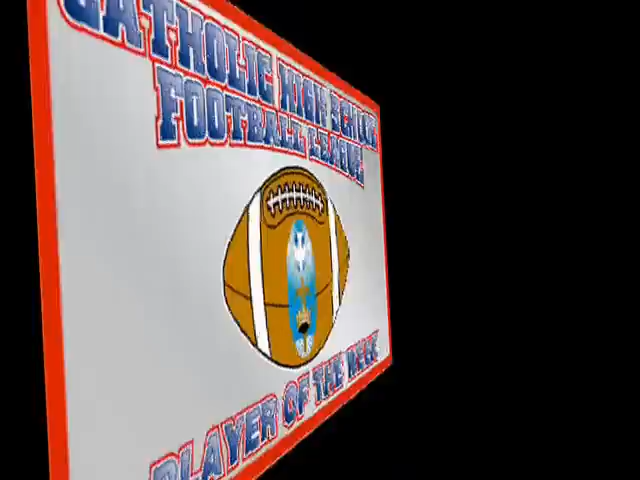 CATHOLIC HIGH SCHOOL
FOOTBALL LEAGUE
PLAYER OF THE WEEK